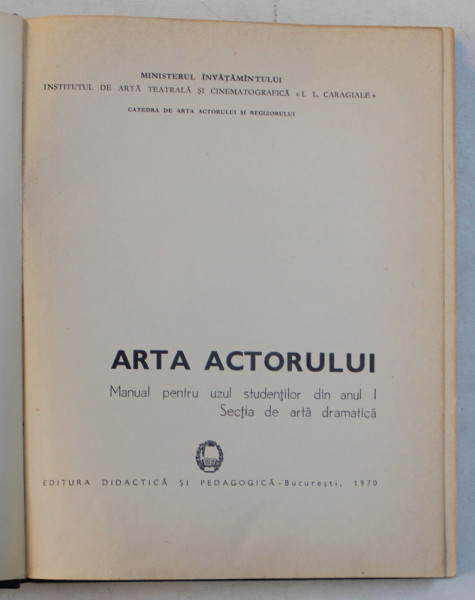 MINISTERUL ÎNVĂȚĂMÎNTULUI
INSTITUTUL DE ARTĂ TEATRALĂ ȘI CINEMATOGRAFICĂ «I. L. CARAGIALE»
CATEDRA DE ARTA ACTORULUI ȘI REGIZORULUI
ARTA ACTORULUI
Manual pentru uzul studenților din anul I
Secția de artă dramatică
EDITURA DIDACTICĂ ȘI PEDAGOGICĂ - București, 1970